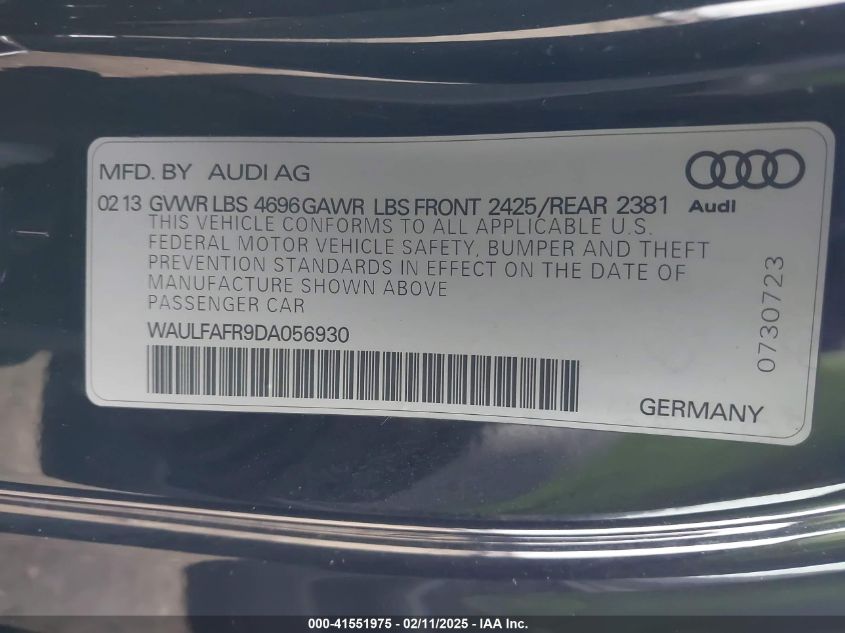 MFD. BY AUDI AG
0213 GVWR LBS 4696 GAWR LBS FRONT 2425/REAR 2381
Audi
THIS VEHICLE CONFORMS TO ALL APPLICABLE U.S.
FEDERAL MOTOR VEHICLE SAFETY, BUMPER AND THEFT
PREVENTION STANDARDS IN EFFECT ON THE DATE OF
MANUFACTURE SHOWN ABOVE
PASSENGER CAR
WAULFAFR9DA056930
0730723
GERMANY
000-41551975 - 02/11/2025 - IAA Inc.